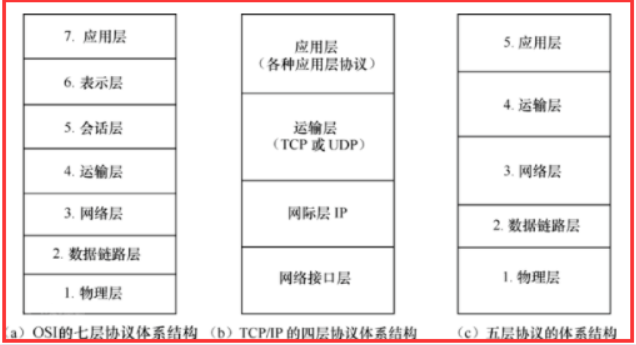 7. 应用层
6. 表示层
5. 会话层
4. 运输层
3. 网络层
2. 数据链路层
1. 物理层
(a) OSI的七层协议体系结构
应用层
(各种应用层协议)
运输层
(TCP 或 UDP)
网际层 IP
网络接口层
(b) TCP/IP 的四层协议体系结构
5. 应用层
4. 运输层
3. 网络层
2. 数据链路层
1. 物理层
(c) 五层协议的体系结构